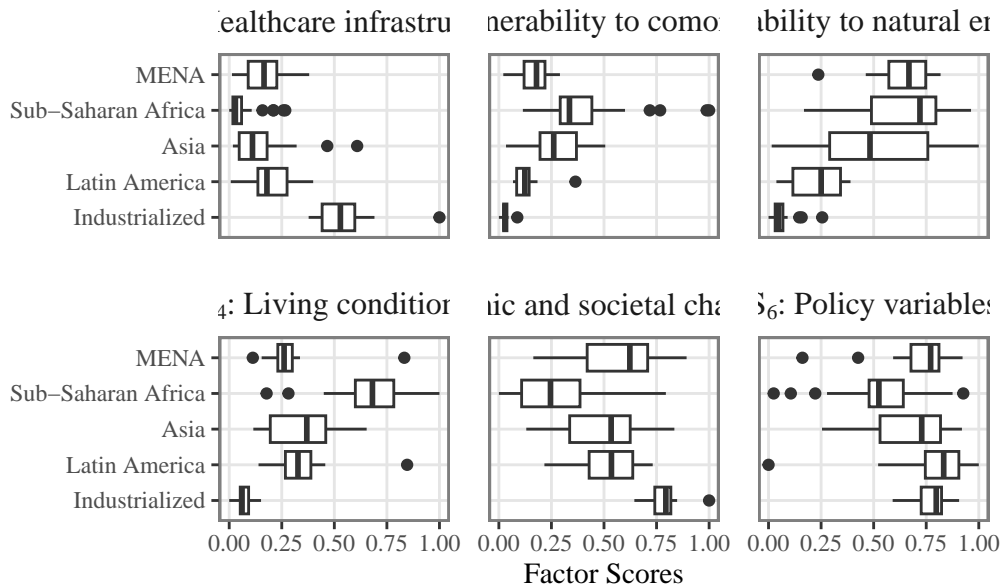 ealthcare infrastru
nerability to como
ability to natural en
MENA
Sub−Saharan Africa
Asia
Latin America
Industrialized
4: Living condition
nic and societal cha
S6: Policy variables
MENA
Sub−Saharan Africa
Asia
Latin America
Industrialized
0.00 0.25 0.50 0.75 1.00
0.00 0.25 0.50 0.75 1.00
0.00 0.25 0.50 0.75 1.00
Factor Scores